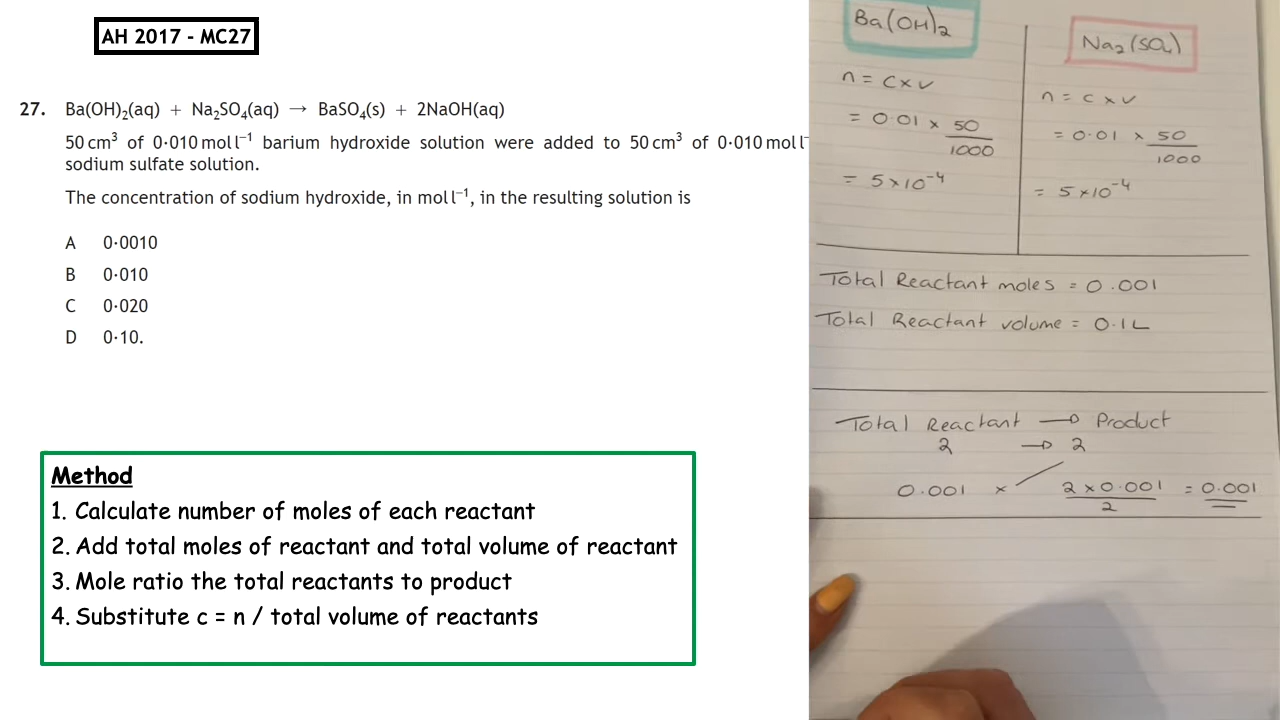 AH 2017 - MC27
27. Ba(OH)₂(aq) + Na₂SO₄(aq) → BaSO₄(s) + 2NaOH(aq)
50 cm³ of 0·010 mol l⁻¹ barium hydroxide solution were added to 50 cm³ of 0·010 mol l⁻
sodium sulfate solution.
The concentration of sodium hydroxide, in mol l⁻¹, in the resulting solution is
A 0·0010
B 0·010
C 0·020
D 0·10.
Method
1. Calculate number of moles of each reactant
2. Add total moles of reactant and total volume of reactant
3. Mole ratio the total reactants to product
4. Substitute c = n / total volume of reactants
Ba(OH)₂
n = c x v
= 0.01 x 50/1000
= 5 x 10⁻⁴
Na₂(SO₄)
n = c x v
= 0.01 x 50/1000
= 5 x 10⁻⁴
Total Reactant moles = 0.001
Total Reactant volume = 0.1L
Total Reactant → Product
2 → 2
0.001 x 2 x 0.001/2 = 0.001